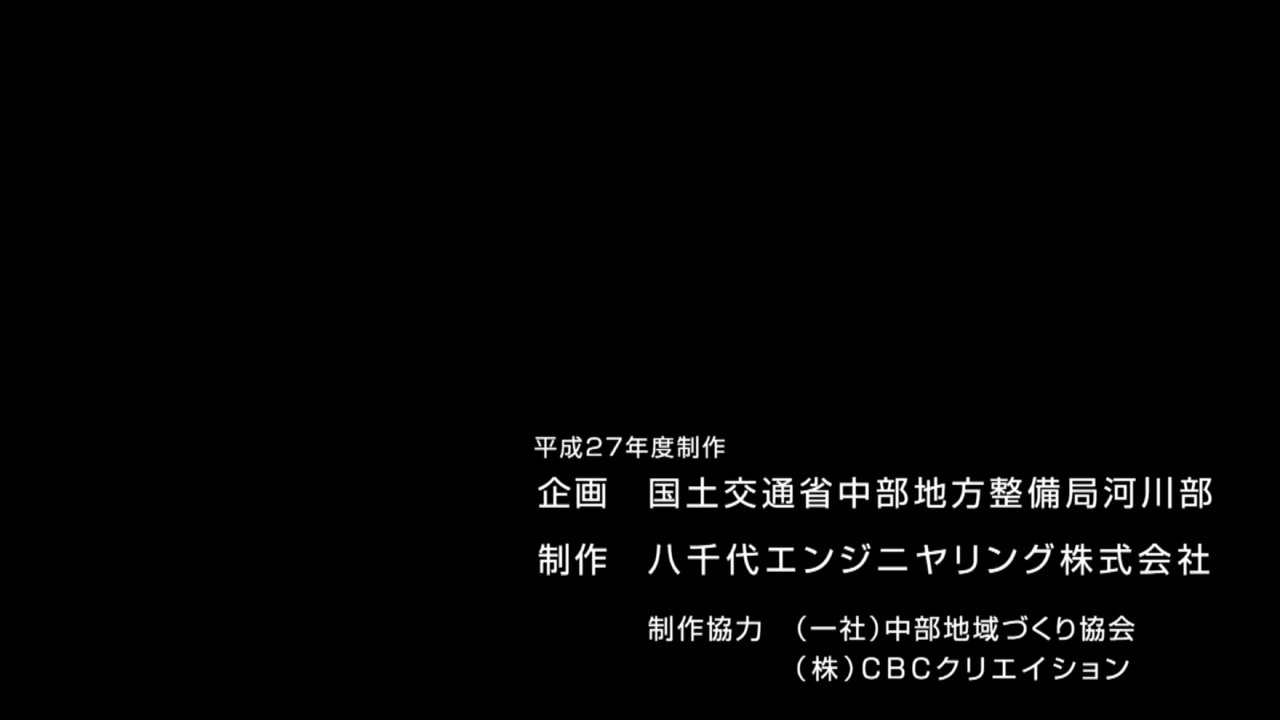 平成27年度制作
企画　国土交通省中部地方整備局河川部
制作　八千代エンジニヤリング株式会社
制作協力　（一社）中部地域づくり協会
（株）CBCクリエイション